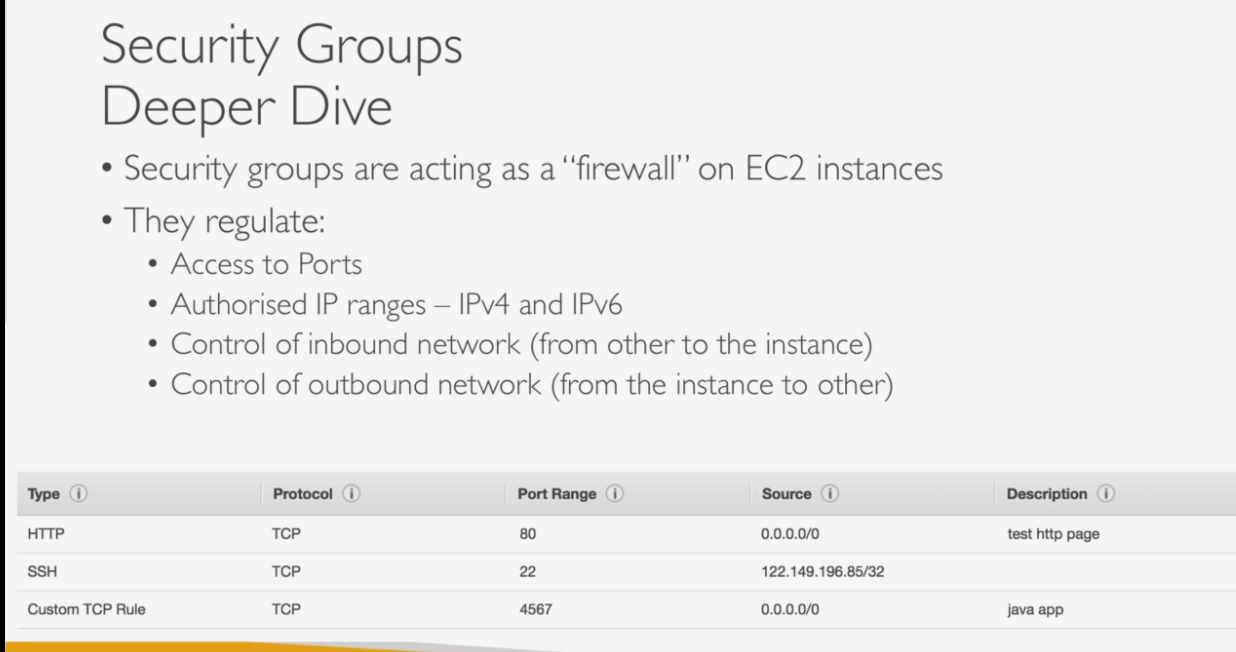 Security Groups
Deeper Dive
• Security groups are acting as a “firewall” on EC2 instances
• They regulate:
• Access to Ports
• Authorised IP ranges – IPv4 and IPv6
• Control of inbound network (from other to the instance)
• Control of outbound network (from the instance to other)
Type i Protocol i Port Range i Source i Description i
HTTP TCP 80 0.0.0.0/0 test http page
SSH TCP 22 122.149.196.85/32
Custom TCP Rule TCP 4567 0.0.0.0/0 java app